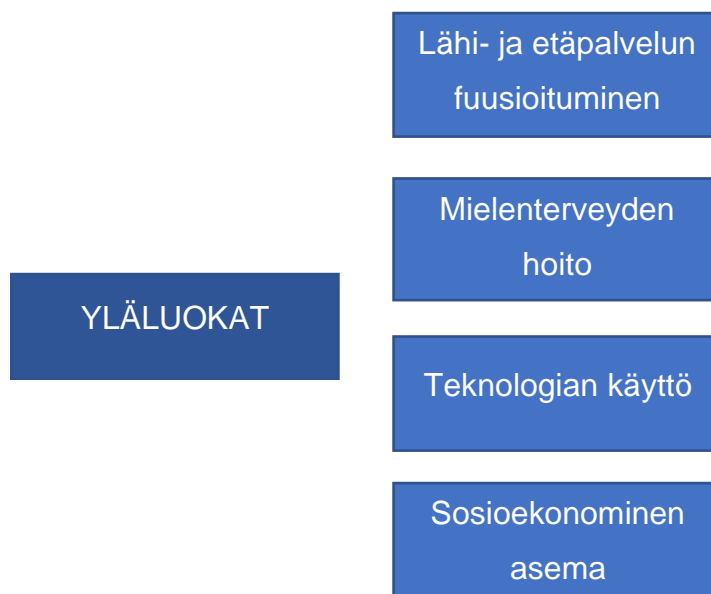 Lähi- ja etäpalvelun
fuusioituminen
Mielenterveyden
hoito
YLÄLUOKAT
Teknologian käyttö
Sosioekonominen
asema